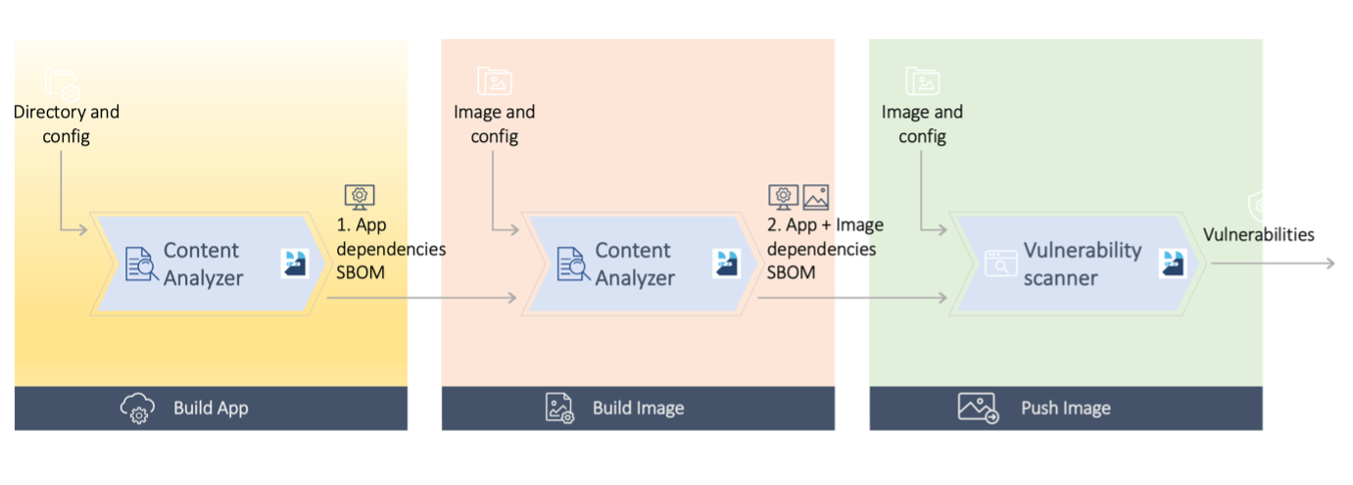 Directory and
config
Content
Analyzer
1. App
dependencies
SBOM
Build App
Image and
config
Content
Analyzer
2. App + Image
dependencies
SBOM
Build Image
Image and
config
Vulnerability
scanner
Vulnerabilities
Push Image